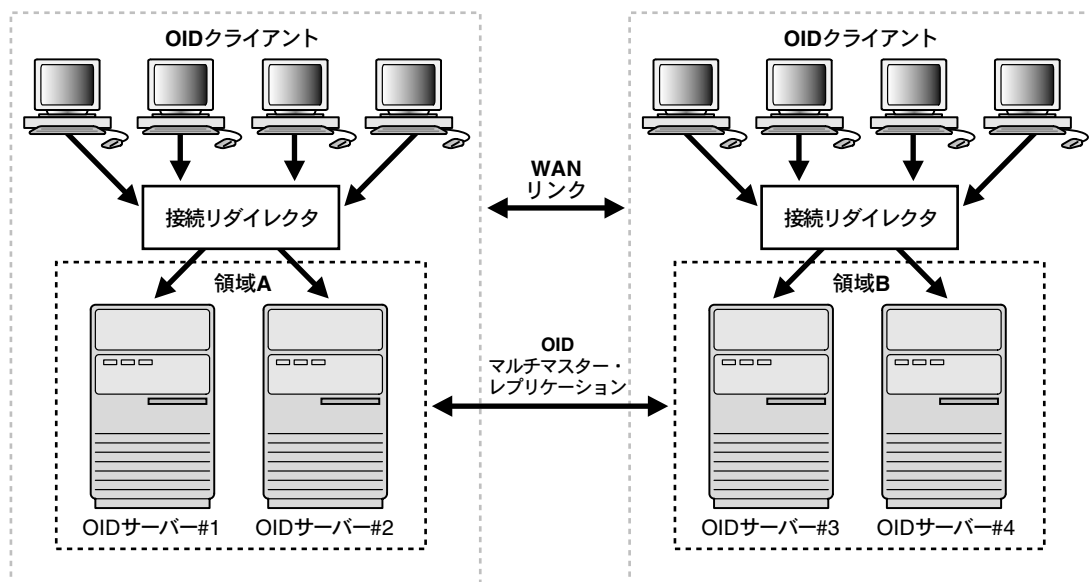 OIDクライアント
接続リダイレクタ
領域A
OIDサーバー#1
OIDサーバー#2
WAN
リンク
OID
マルチマスター・
レプリケーション
OIDクライアント
接続リダイレクタ
領域B
OIDサーバー#3
OIDサーバー#4